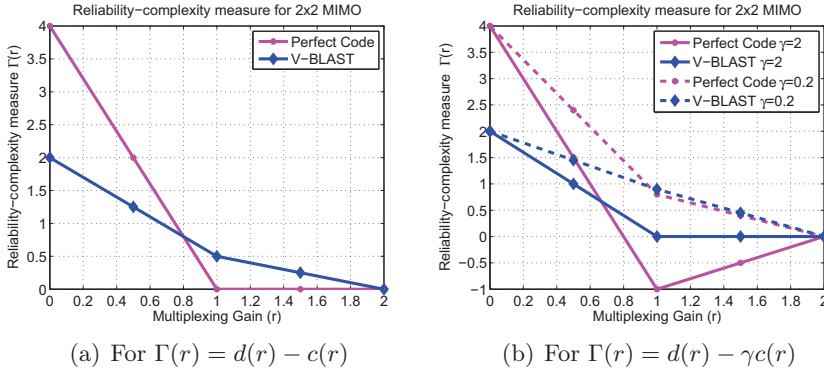 Reliability−complexity measure for 2x2 MIMO
Reliability−complexity measure Γ(r)
4
3.5
3
2.5
2
1.5
1
0.5
0
Perfect Code
V−BLAST
0 0.2 0.4 0.6 0.8 1 1.2 1.4 1.6 1.8 2
Multiplexing Gain (r)
(a) For Γ(r) = d(r) − c(r)
Reliability−complexity measure for 2x2 MIMO
Reliability−complexity measure Γ(r)
4
3.5
3
2.5
2
1.5
1
0.5
0
−0.5
−1
Perfect Code γ=2
V−BLAST γ=2
Perfect Code γ=0.2
V−BLAST γ=0.2
0 0.2 0.4 0.6 0.8 1 1.2 1.4 1.6 1.8 2
Multiplexing Gain (r)
(b) For Γ(r) = d(r) − γc(r)